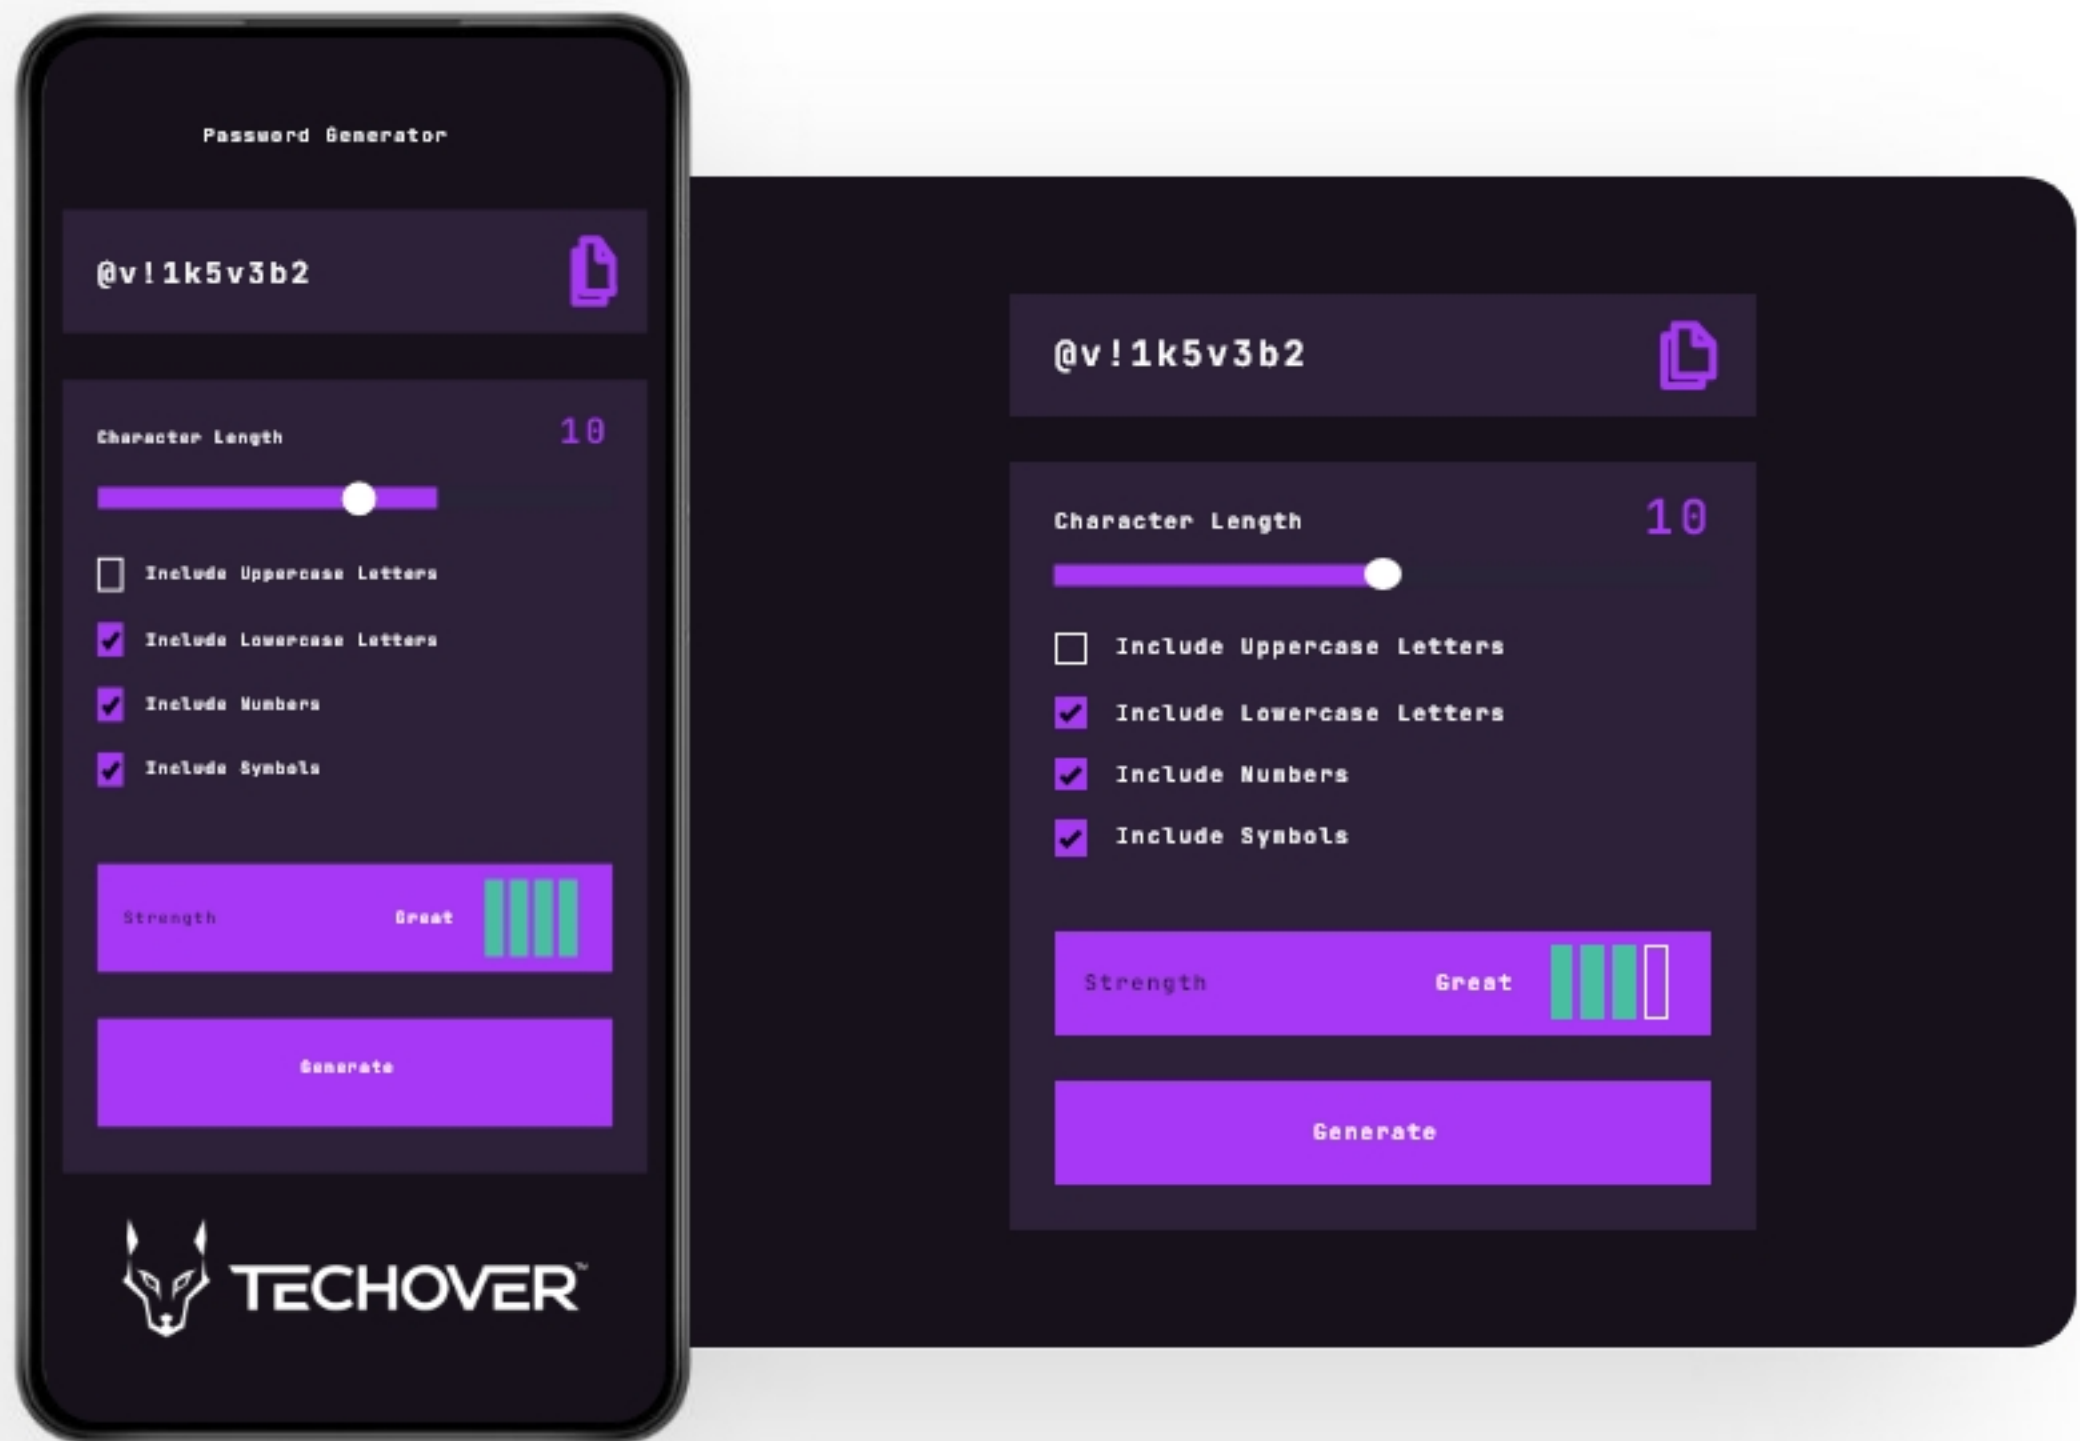 Password Generator
@v!1k5v3b2
Character Length 10
Include Uppercase Letters
Include Lowercase Letters
Include Numbers
Include Symbols
Strength Great
Generate
TECHOVER™
@v!1k5v3b2
Character Length 10
Include Uppercase Letters
Include Lowercase Letters
Include Numbers
Include Symbols
Strength Great
Generate